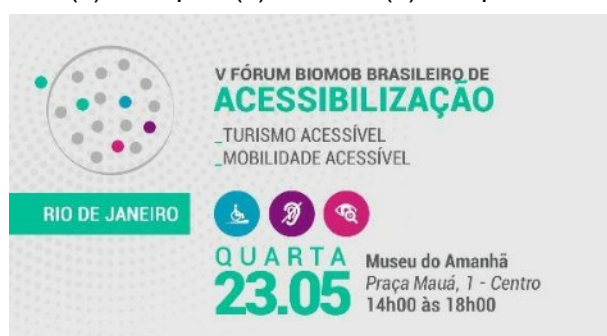 V FÓRUM BIOMOB BRASILEIRO DE
ACESSIBILIZAÇÃO
_TURISMO ACESSÍVEL
_MOBILIDADE ACESSÍVEL
RIO DE JANEIRO
QUARTA
23.05
Museu do Amanhã
Praça Mauá, 1 - Centro
14h00 às 18h00